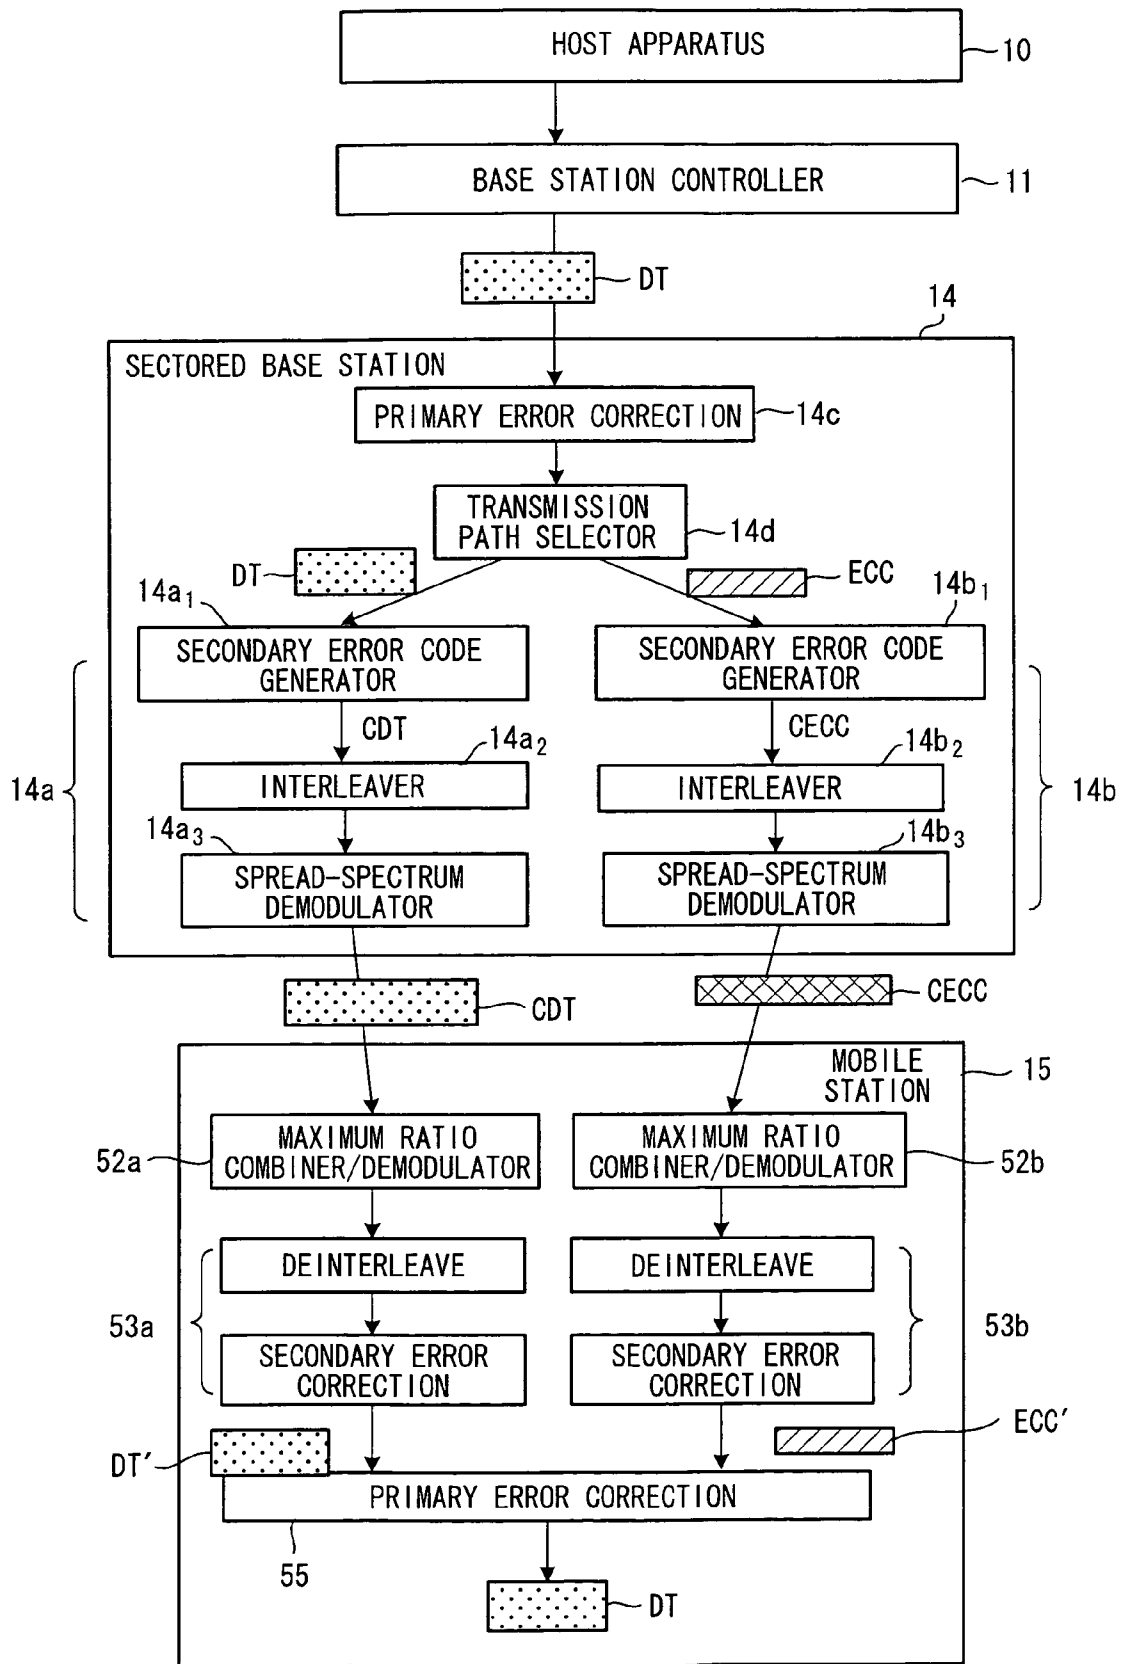 HOST APPARATUS
10
BASE STATION CONTROLLER
11
DT
14
SECTORED BASE STATION
PRIMARY ERROR CORRECTION
14c
TRANSMISSION
PATH SELECTOR
14d
DT
ECC
14a1
14b1
SECONDARY ERROR CODE
GENERATOR
SECONDARY ERROR CODE
GENERATOR
CDT
CECC
14a2
14b2
14a
INTERLEAVER
INTERLEAVER
14b
14a3
14b3
SPREAD-SPECTRUM
DEMODULATOR
SPREAD-SPECTRUM
DEMODULATOR
CDT
CECC
MOBILE
STATION
15
52a
MAXIMUM RATIO
COMBINER/DEMODULATOR
MAXIMUM RATIO
COMBINER/DEMODULATOR
52b
DEINTERLEAVE
DEINTERLEAVE
53a
53b
SECONDARY ERROR
CORRECTION
SECONDARY ERROR
CORRECTION
DT'
ECC'
PRIMARY ERROR CORRECTION
55
DT